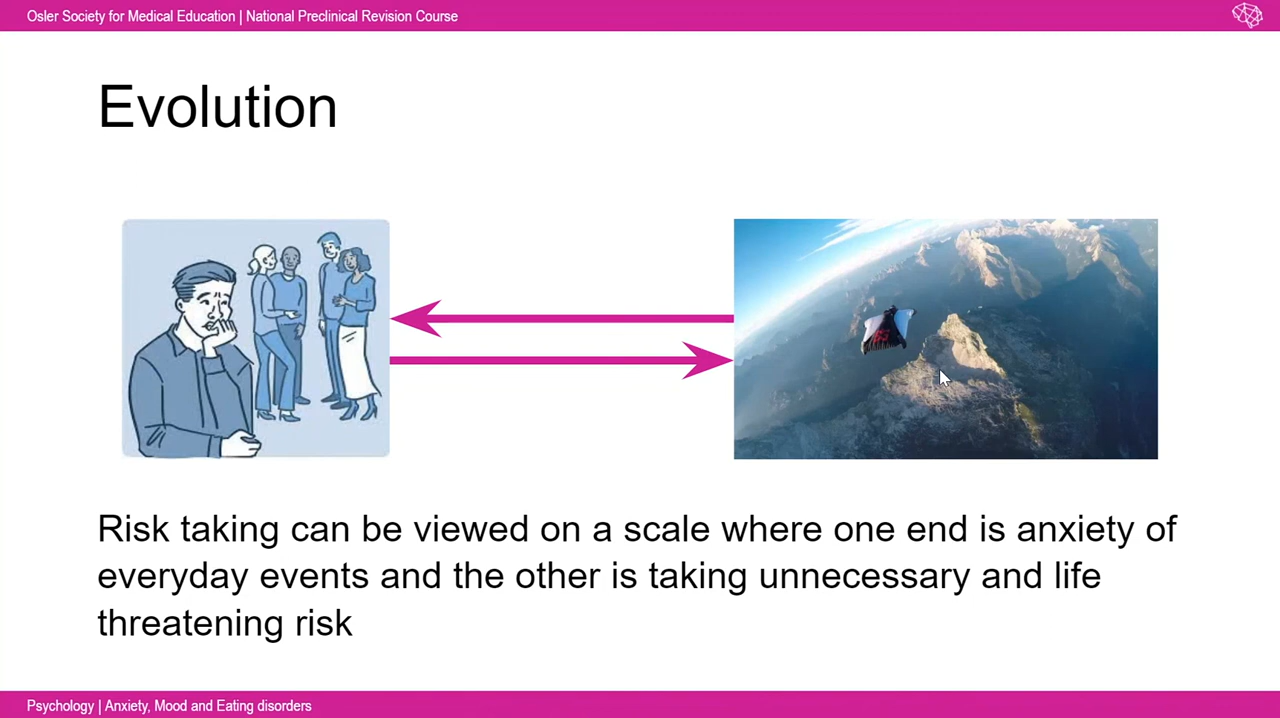 Osler Society for Medical Education | National Preclinical Revision Course
Evolution
Risk taking can be viewed on a scale where one end is anxiety of
everyday events and the other is taking unnecessary and life
threatening risk
Psychology | Anxiety, Mood and Eating disorders